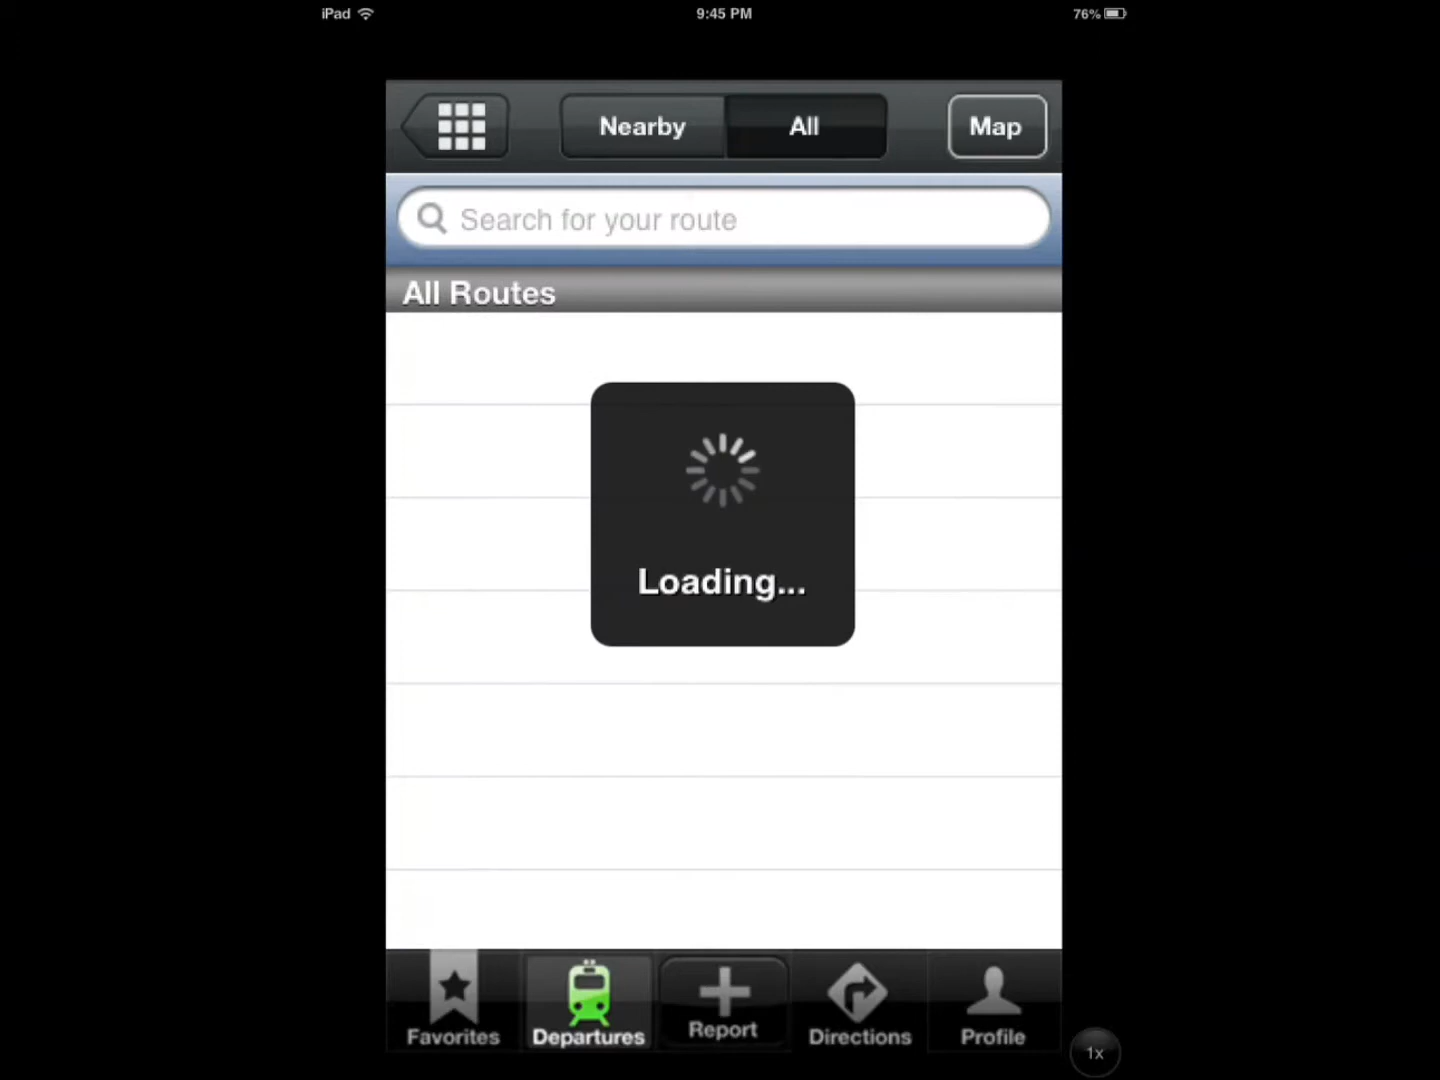 iPad 9:45 PM 76%
Nearby All Map
Search for your route
All Routes
Loading...
Favorites Departures Report Directions Profile
1x